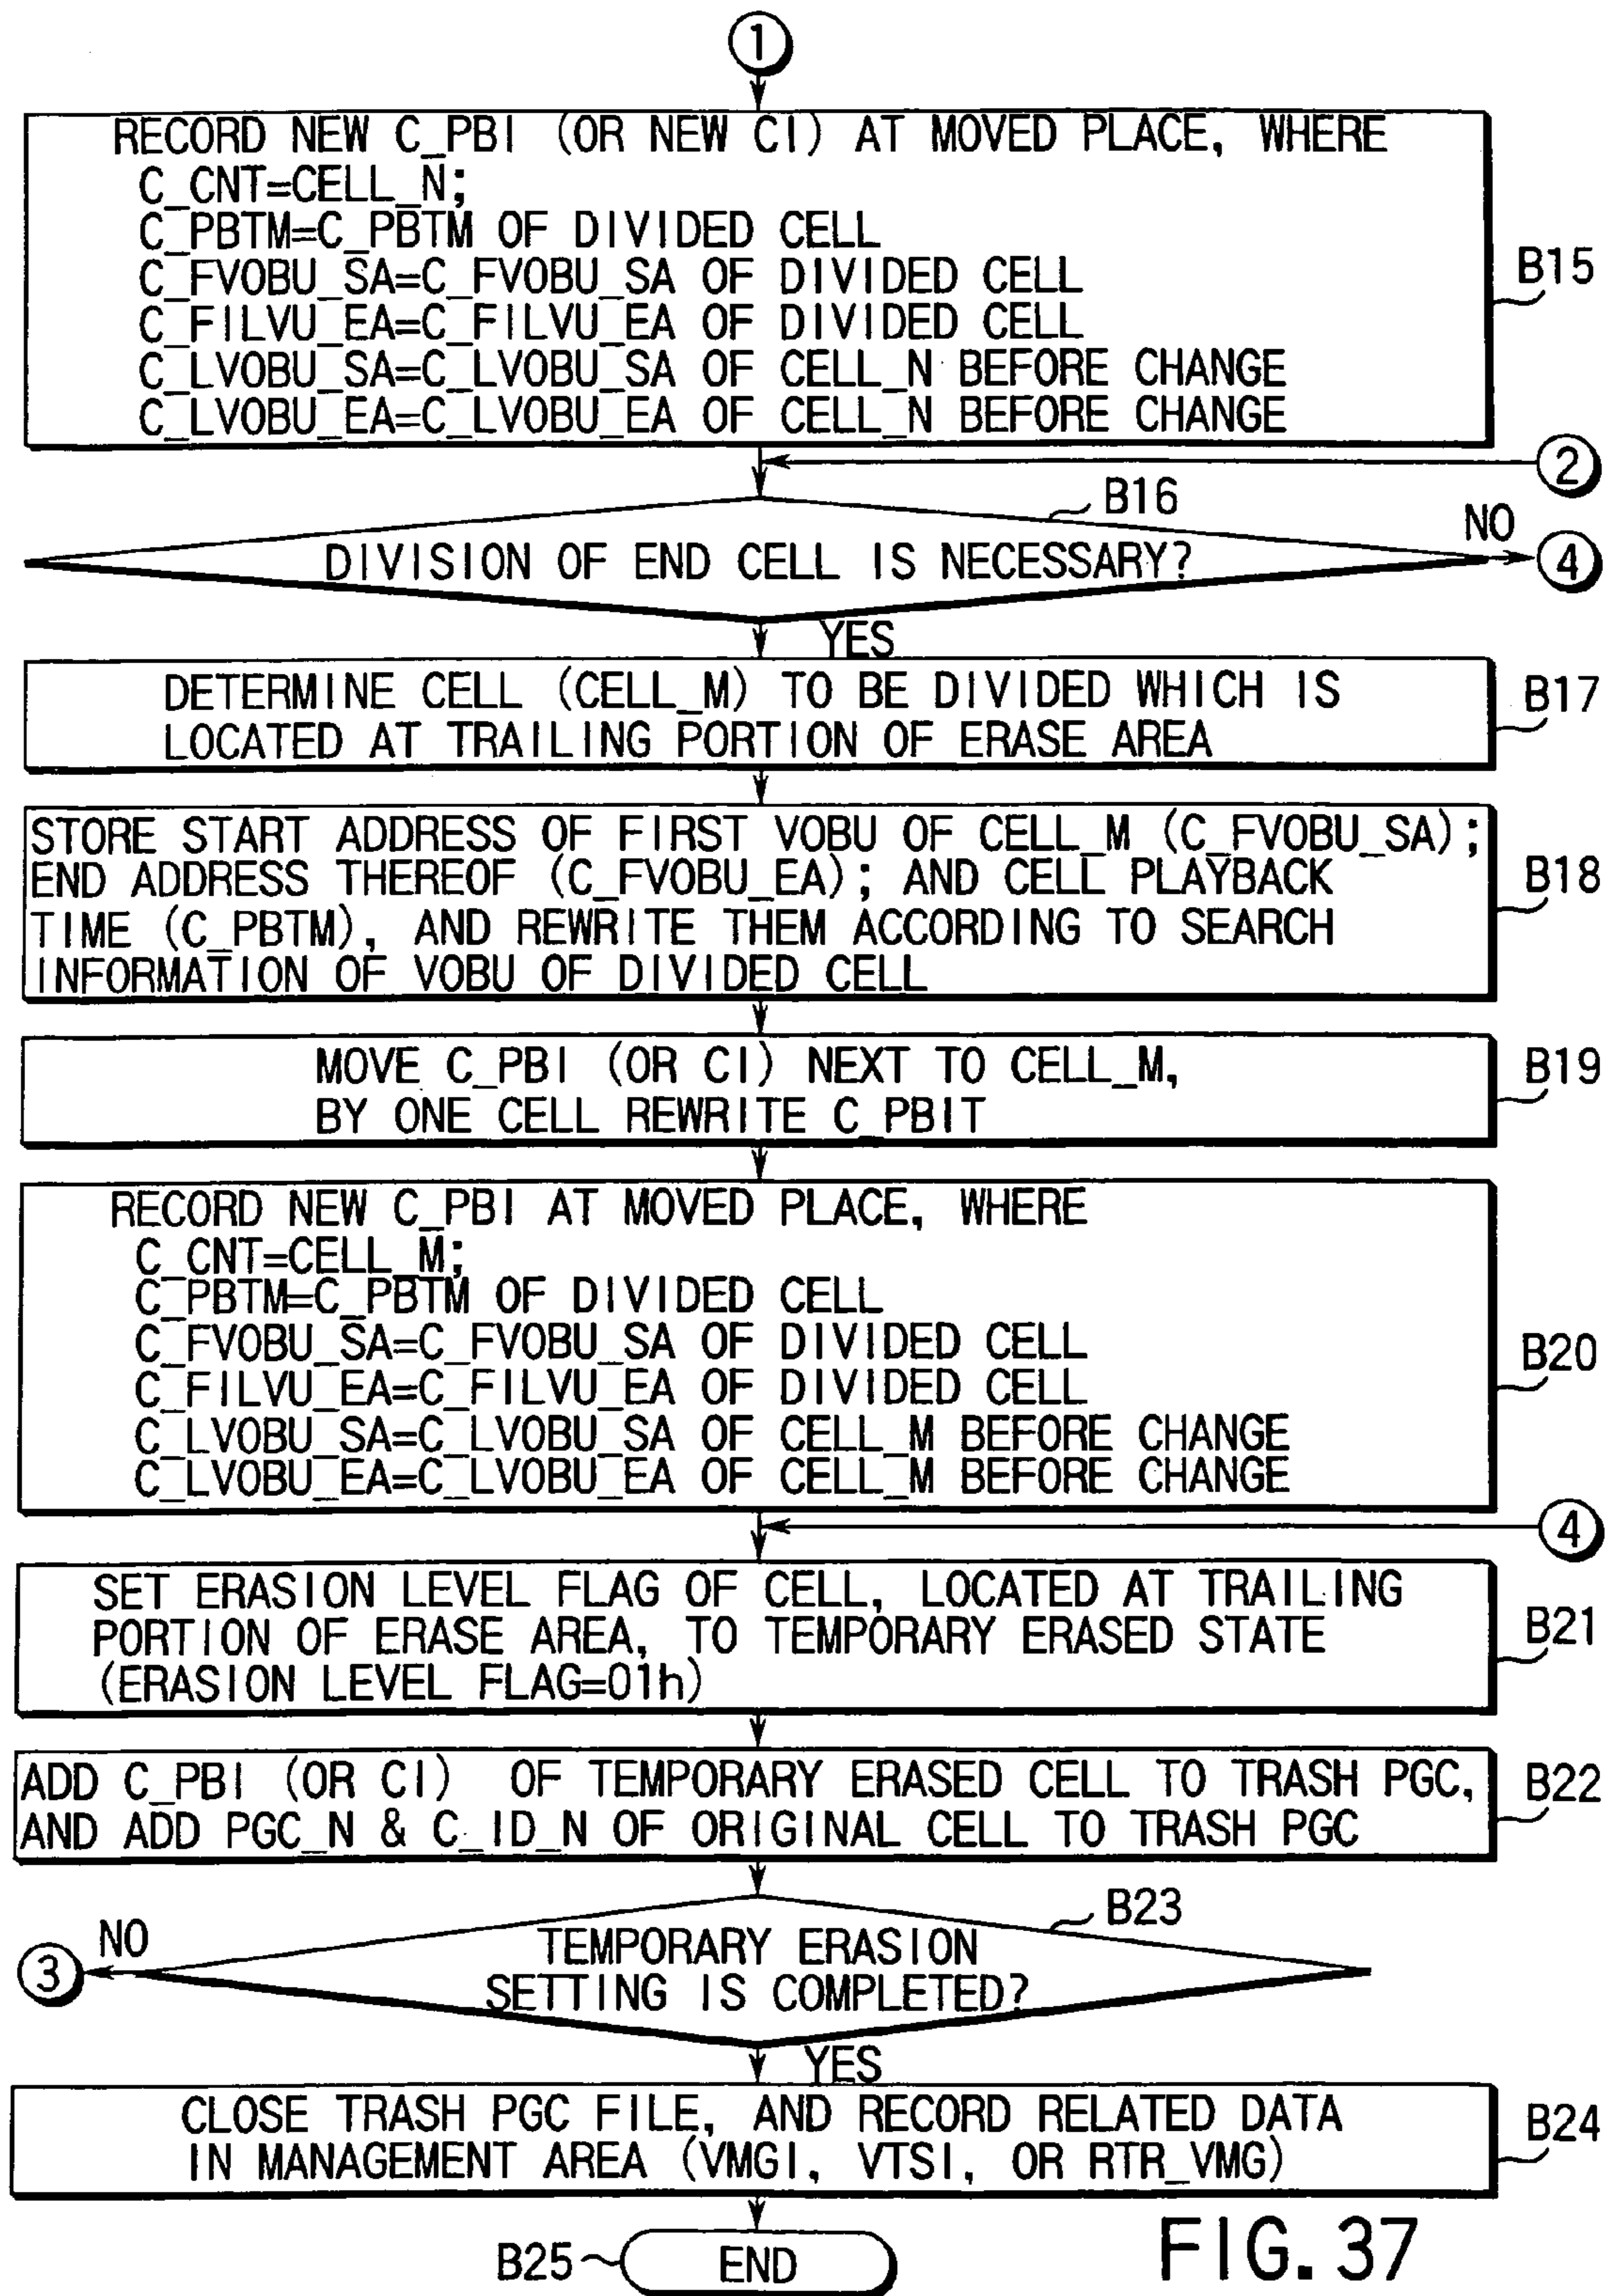 1
RECORD NEW C_PBI (OR NEW CI) AT MOVED PLACE, WHERE
C_CNT=CELL_N;
C_PBTM=C_PBTM OF DIVIDED CELL
C_FVOBU_SA=C_FVOBU_SA OF DIVIDED CELL
C_FILVU_EA=C_FILVU_EA OF DIVIDED CELL
C_LVOBU_SA=C_LVOBU_SA OF CELL_N BEFORE CHANGE
C_LVOBU_EA=C_LVOBU_EA OF CELL_N BEFORE CHANGE
B15
2
B16
DIVISION OF END CELL IS NECESSARY?
NO
4
YES
DETERMINE CELL (CELL_M) TO BE DIVIDED WHICH IS
LOCATED AT TRAILING PORTION OF ERASE AREA
B17
STORE START ADDRESS OF FIRST VOBU OF CELL_M (C_FVOBU_SA);
END ADDRESS THEREOF (C_FVOBU_EA); AND CELL PLAYBACK
TIME (C_PBTM), AND REWRITE THEM ACCORDING TO SEARCH
INFORMATION OF VOBU OF DIVIDED CELL
B18
MOVE C_PBI (OR CI) NEXT TO CELL_M,
BY ONE CELL REWRITE C_PBIT
B19
RECORD NEW C_PBI AT MOVED PLACE, WHERE
C_CNT=CELL_M;
C_PBTM=C_PBTM OF DIVIDED CELL
C_FVOBU_SA=C_FVOBU_SA OF DIVIDED CELL
C_FILVU_EA=C_FILVU_EA OF DIVIDED CELL
C_LVOBU_SA=C_LVOBU_SA OF CELL_M BEFORE CHANGE
C_LVOBU_EA=C_LVOBU_EA OF CELL_M BEFORE CHANGE
B20
4
SET ERASION LEVEL FLAG OF CELL, LOCATED AT TRAILING
PORTION OF ERASE AREA, TO TEMPORARY ERASED STATE
(ERASION LEVEL FLAG=01h)
B21
ADD C_PBI (OR CI) OF TEMPORARY ERASED CELL TO TRASH PGC,
AND ADD PGC_N & C_ID_N OF ORIGINAL CELL TO TRASH PGC
B22
B23
TEMPORARY ERASION
SETTING IS COMPLETED?
NO
3
YES
CLOSE TRASH PGC FILE, AND RECORD RELATED DATA
IN MANAGEMENT AREA (VMGI, VTSI, OR RTR_VMG)
B24
B25
END
FIG. 37